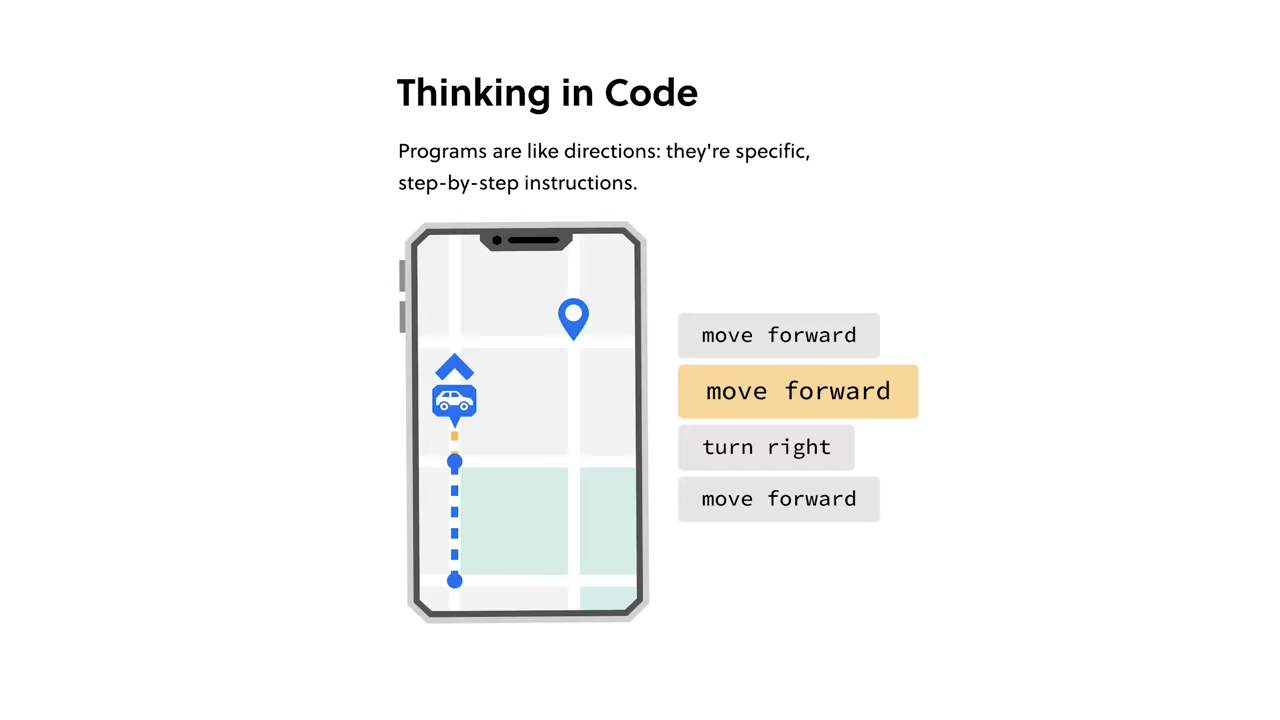 Thinking in Code
Programs are like directions: they're specific,
step-by-step instructions.
move forward
move forward
turn right
move forward